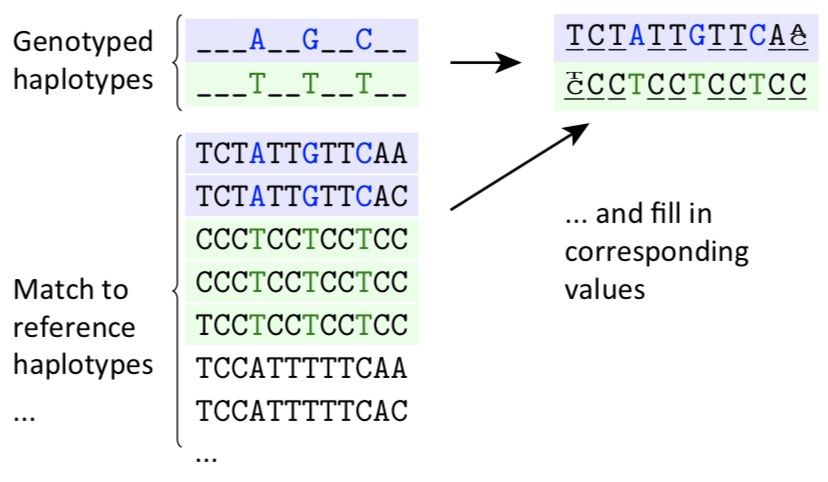 Genotyped
haplotypes
___A__G__C__
___T__T__T__
TCTATTGTTCAA
TCTATTGTTCAC
CCCTCCTCCTCC
CCCTCCTCCTCC
TCCTCCTCCTCC
TCCATTTTTCAA
TCCATTTTTCAC
...
Match to
reference
haplotypes
...
TCTATTGTTCAA/C
T/CCCTCCTCCTCC
... and fill in
corresponding
values